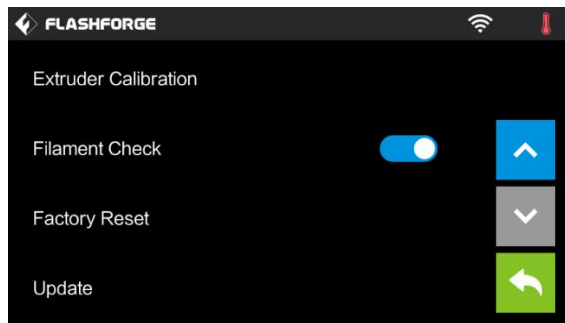 FLASHFORGE
Extruder Calibration
Filament Check
Factory Reset
Update